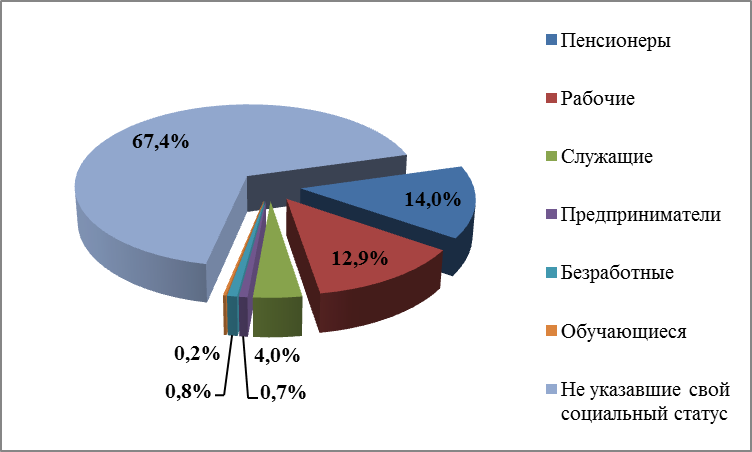 67,4%
14,0%
12,9%
4,0%
0,7%
0,8%
0,2%
Пенсионеры
Рабочие
Служащие
Предприниматели
Безработные
Обучающиеся
Не указавшие свой
социальный статус